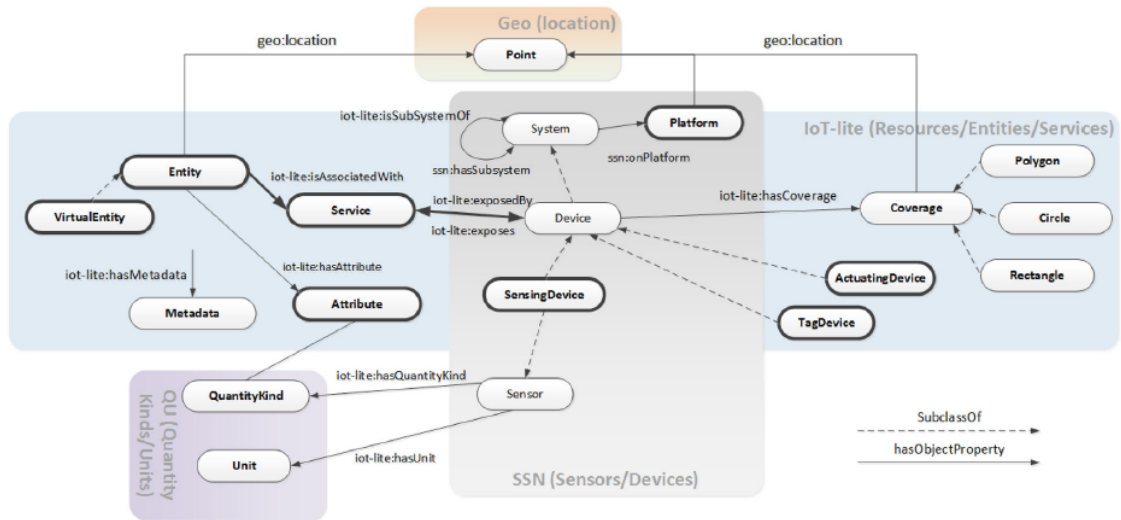 Geo (location)
geo:location
geo:location
Point
iot-lite:isSubSystemOf
System
Platform
IoT-lite (Resources/Entities/Services)
ssn:hasSubsystem
ssn:onPlatform
Polygon
Entity
iot-lite:isAssociatedWith
VirtualEntity
Service
iot-lite:exposedBy
iot-lite:exposes
Device
iot-lite:hasCoverage
Coverage
Circle
iot-lite:hasMetadata
iot-lite:hasAttribute
Rectangle
ActuatingDevice
Metadata
Attribute
SensingDevice
TagDevice
QU (Quantity
Kinds/Units)
QuantityKind
iot-lite:hasQuantityKind
Sensor
Unit
iot-lite:hasUnit
SSN (Sensors/Devices)
SubclassOf
hasObjectProperty